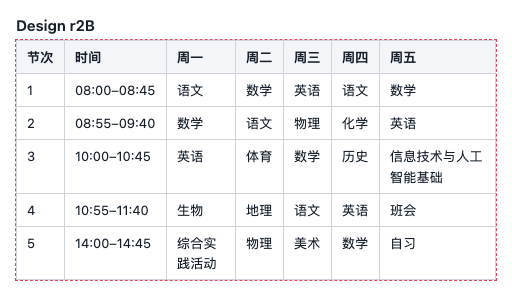 Design r2B
节次 时间 周一 周二 周三 周四 周五
1 08:00–08:45 语文 数学 英语 语文 数学
2 08:55–09:40 数学 语文 物理 化学 英语
3 10:00–10:45 英语 体育 数学 历史 信息技术与人工
智能基础
4 10:55–11:40 生物 地理 语文 英语 班会
5 14:00–14:45 综合实 物理 美术 数学 自习
践活动